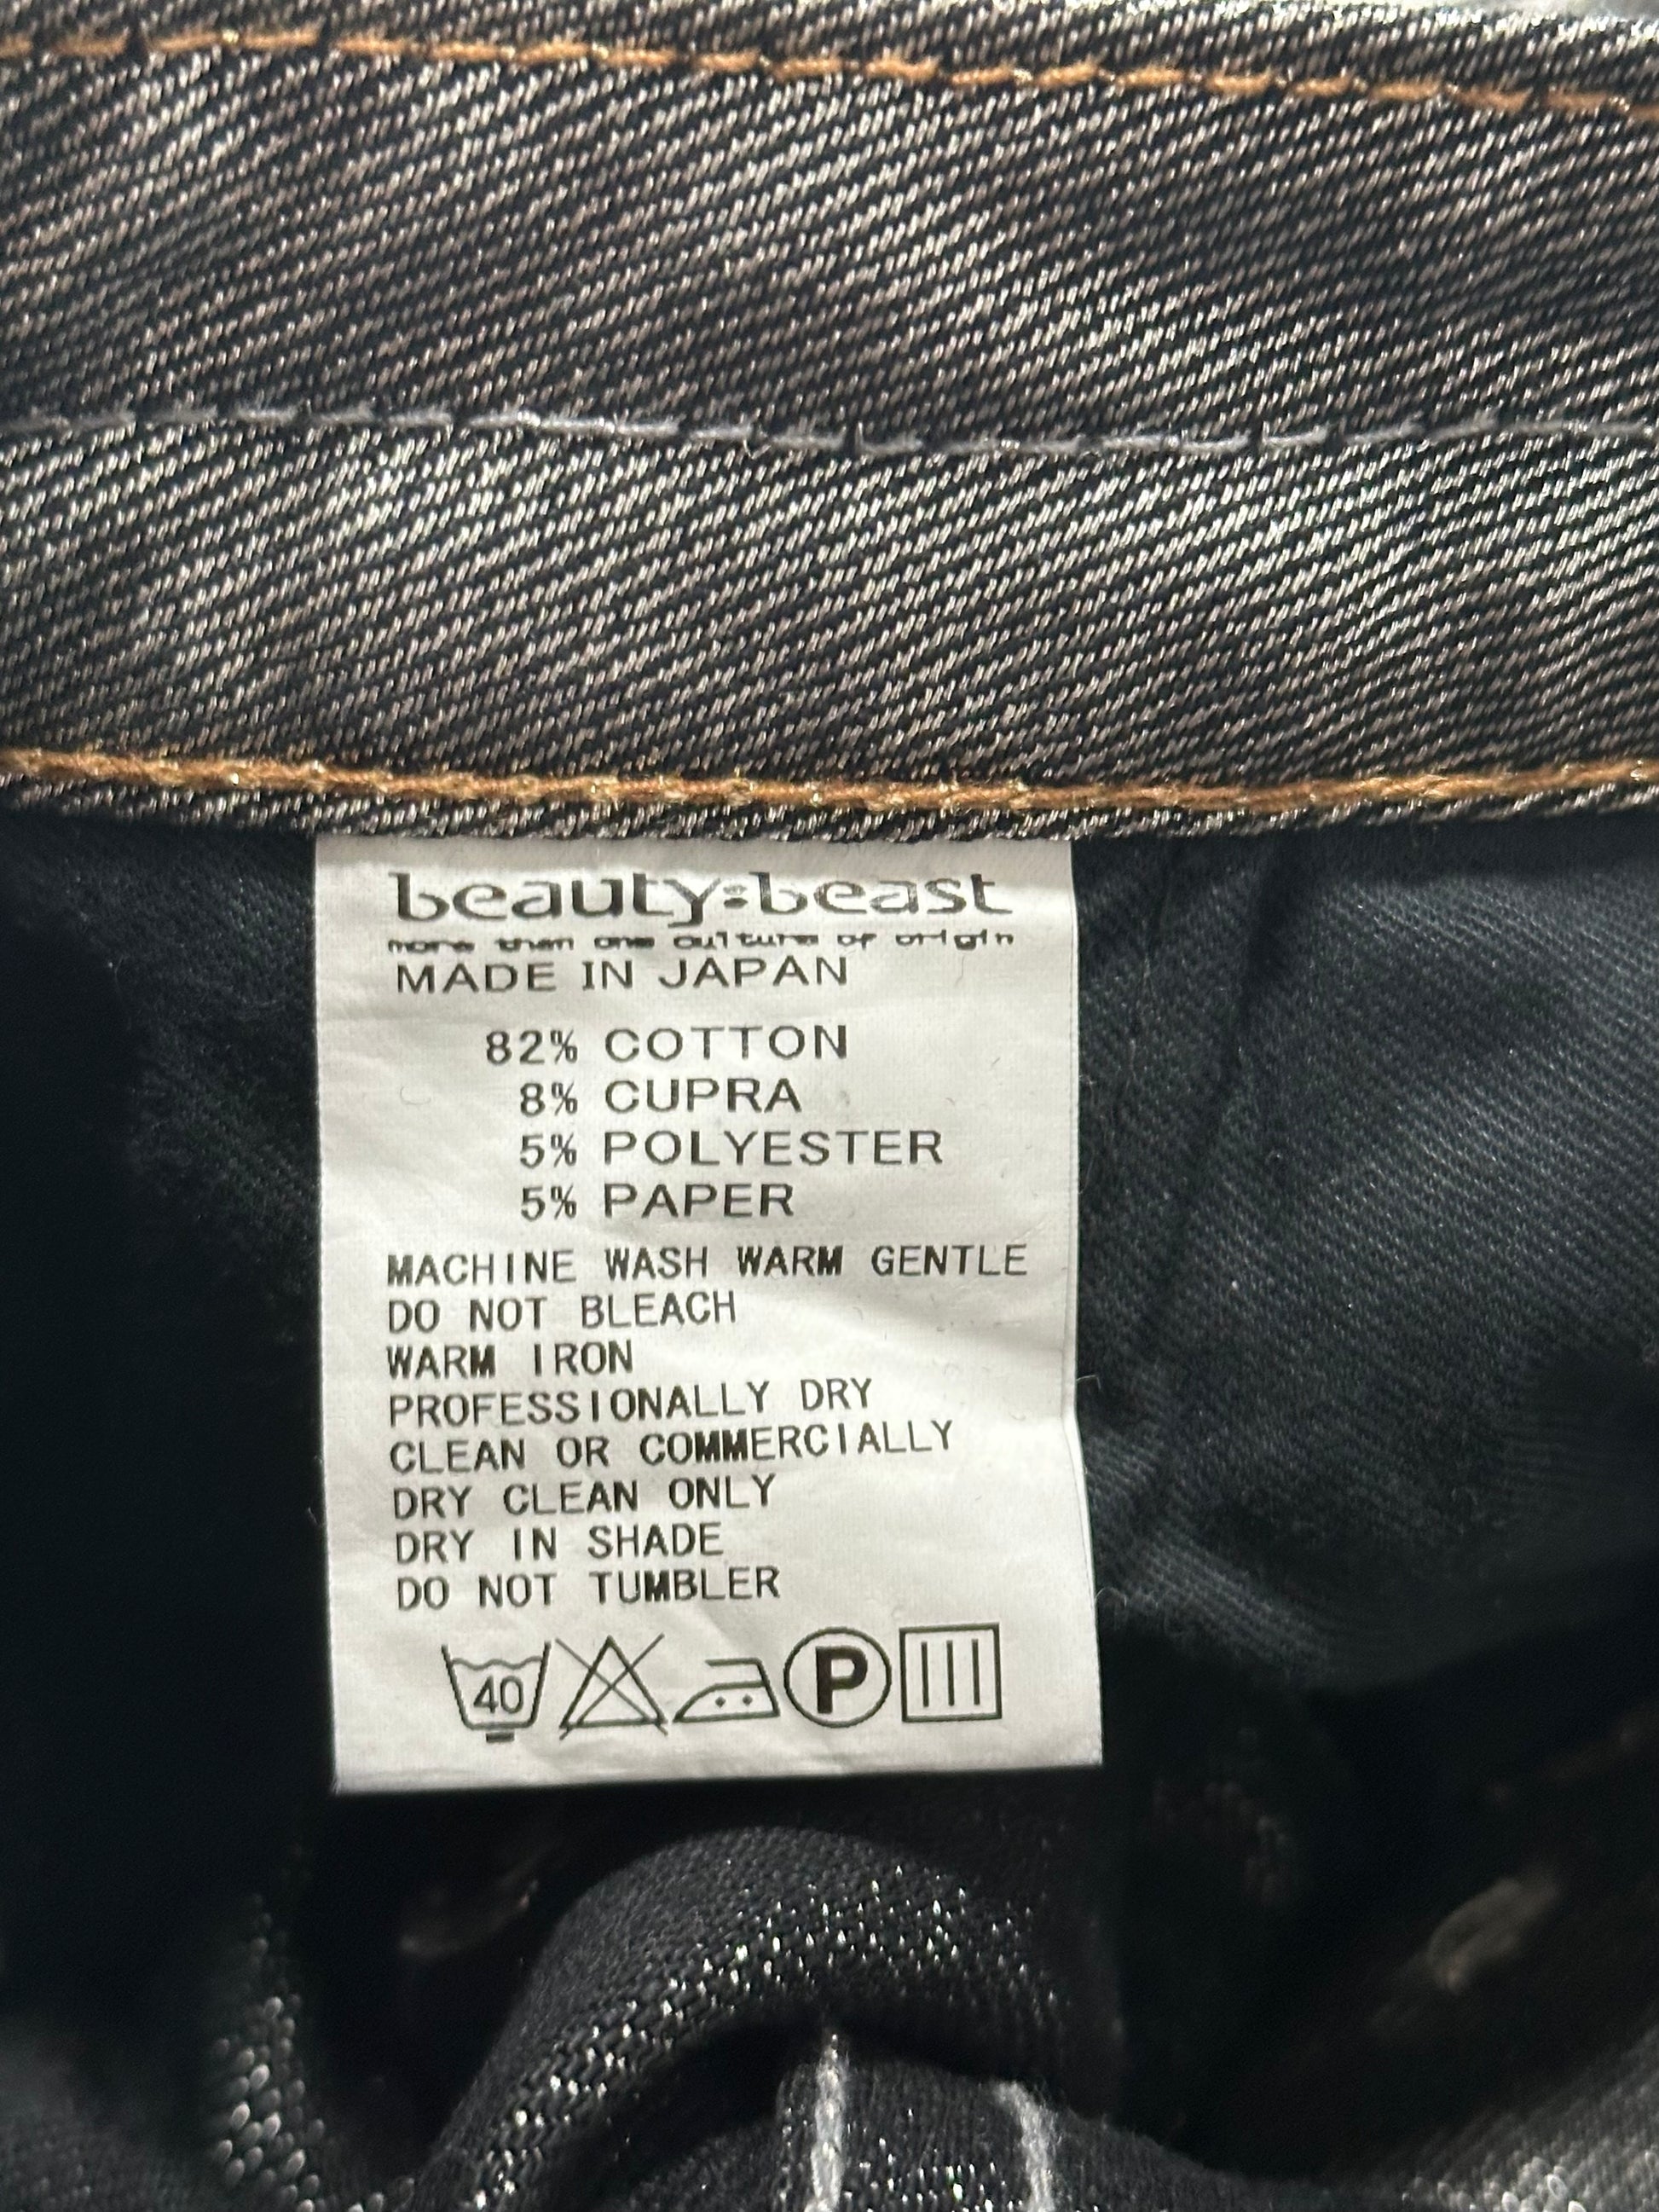 beauty:beast
more than one culture of origin
MADE IN JAPAN
82% COTTON
8% CUPRA
5% POLYESTER
5% PAPER
MACHINE WASH WARM GENTLE
DO NOT BLEACH
WARM IRON
PROFESSIONALLY DRY
CLEAN OR COMMERCIALLY
DRY CLEAN ONLY
DRY IN SHADE
DO NOT TUMBLER
40 P